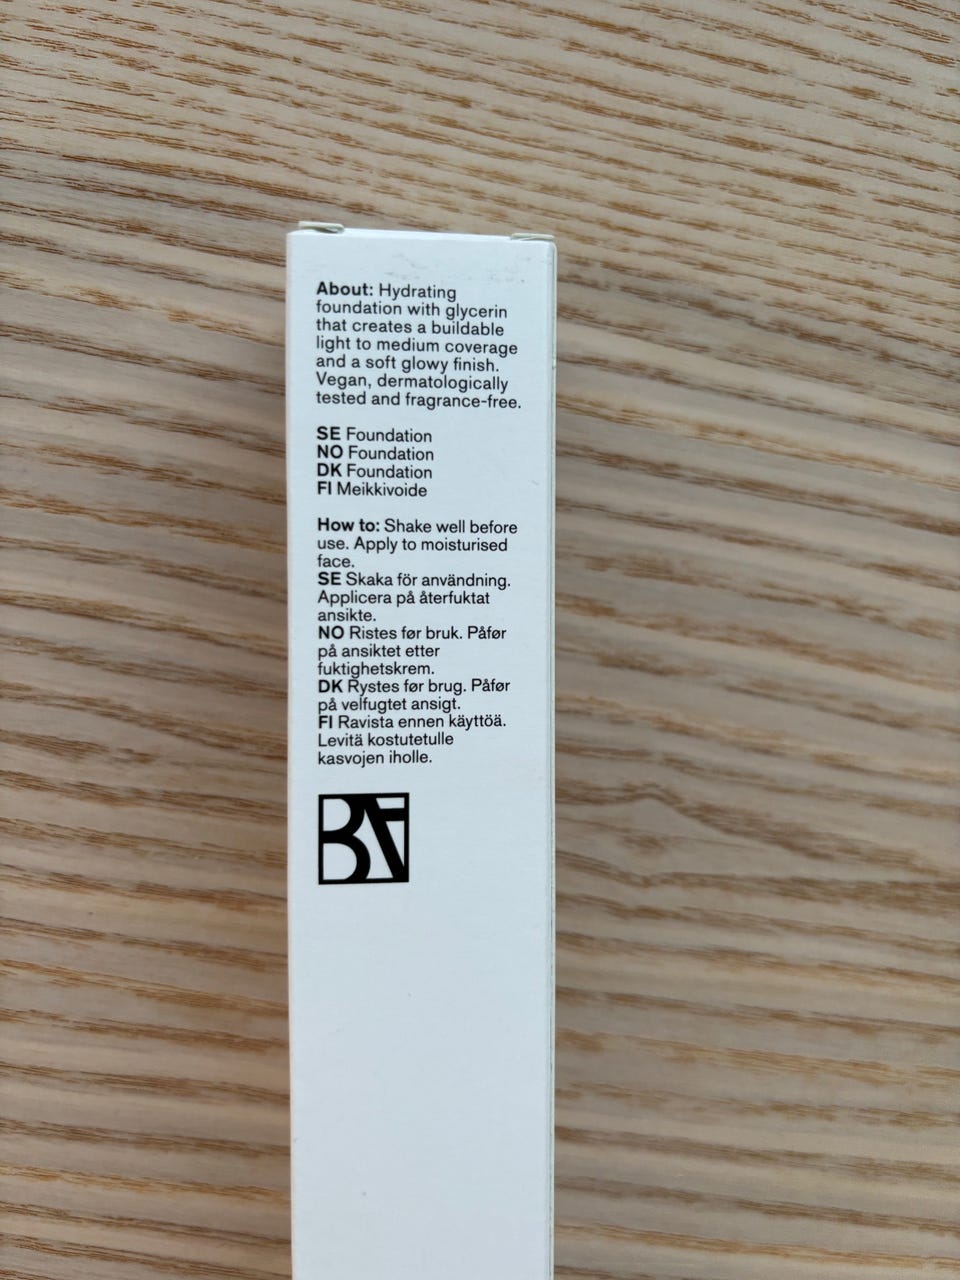 About: Hydrating
foundation with glycerin
that creates a buildable
light to medium coverage
and a soft glowy finish.
Vegan, dermatologically
tested and fragrance-free.
SE Foundation
NO Foundation
DK Foundation
FI Meikkivoide
How to: Shake well before
use. Apply to moisturised
face.
SE Skaka för användning.
Applicera på återfuktat
ansikte.
NO Ristes før bruk. Påfør
på ansiktet etter
fuktighetskrem.
DK Rystes før brug. Påfør
på velfugtet ansigt.
FI Ravista ennen käyttöä.
Levitä kostutetulle
kasvojen iholle.